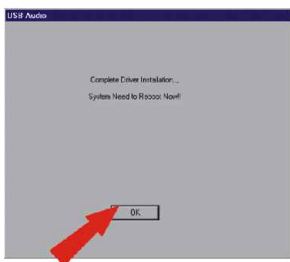 USB Audio
Complete Driver Installation...
System Need to Reboot Now!!
OK